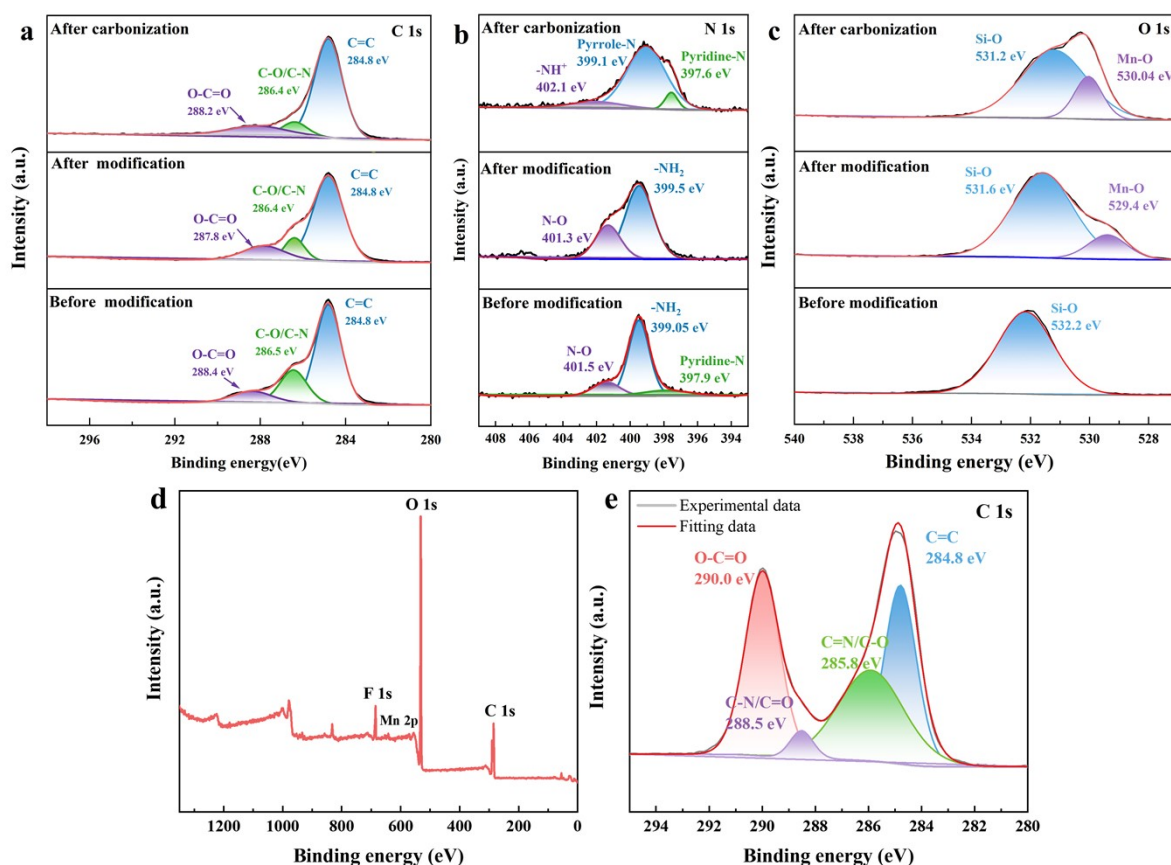 a
C 1s
After carbonization
C=C
284.8 eV
C-O/C-N
286.4 eV
O-C=O
288.2 eV
After modification
C=C
284.8 eV
C-O/C-N
286.4 eV
O-C=O
287.8 eV
Before modification
C=C
284.8 eV
C-O/C-N
286.5 eV
O-C=O
288.4 eV
Intensity (a.u.)
296 292 288 284 280
Binding energy(eV)
b
N 1s
After carbonization
Pyrrole-N
399.1 eV
Pyridine-N
397.6 eV
-NH⁺
402.1 eV
After modification
-NH₂
399.5 eV
N-O
401.3 eV
Before modification
-NH₂
399.05 eV
N-O
401.5 eV
Pyridine-N
397.9 eV
Intensity (a.u.)
408 406 404 402 400 398 396 394
Binding energy (eV)
c
O 1s
After carbonization
Si-O
531.2 eV
Mn-O
530.04 eV
After modification
Si-O
531.6 eV
Mn-O
529.4 eV
Before modification
Si-O
532.2 eV
Intensity (a.u.)
540 538 536 534 532 530 528
Binding energy (eV)
d
O 1s
F 1s
Mn 2p
C 1s
Intensity (a.u.)
1200 1000 800 600 400 200 0
Binding energy (eV)
e
C 1s
Experimental data
Fitting data
O-C=O
290.0 eV
C=C
284.8 eV
C=N/C-O
285.8 eV
C-N/C=O
288.5 eV
Intensity (a.u.)
294 292 290 288 286 284 282 280
Binding energy (eV)